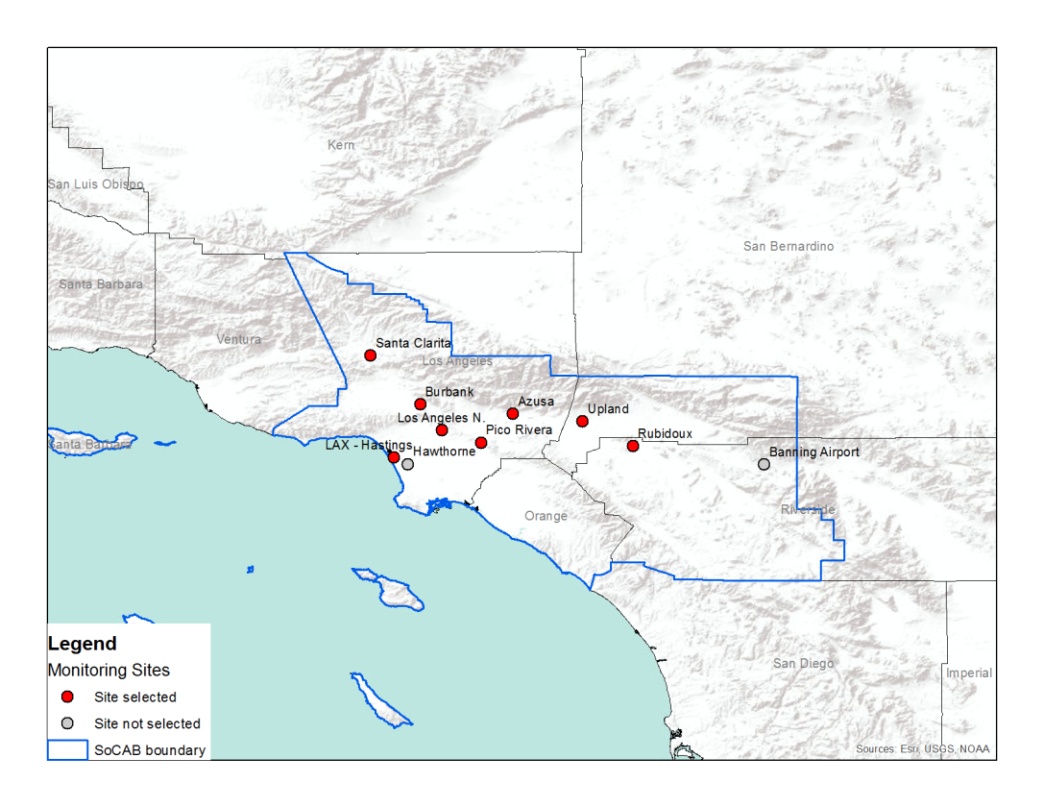 Kern
San Luis Obispo
San Bernardino
Santa Barbara
Ventura
Santa Clarita
Los Angeles
Burbank
Azusa
Upland
Los Angeles N.
Pico Rivera
Rubidoux
Santa Barbara
LAX - Hastings
Hawthorne
Banning Airport
Orange
Riverside
San Diego
Imperial
Legend
Monitoring Sites
Site selected
Site not selected
SoCAB boundary
Sources: Esri, USGS, NOAA